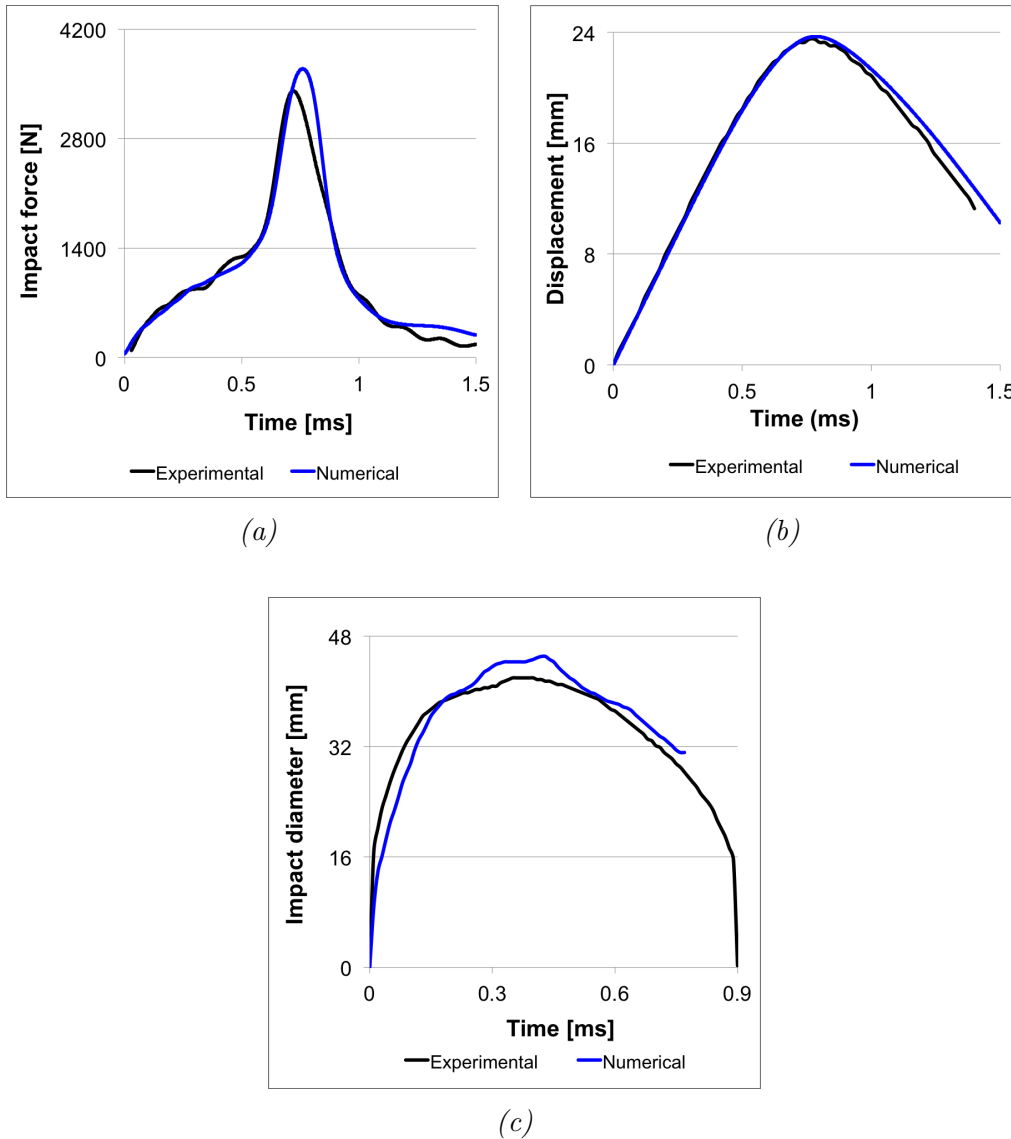 4200
2800
1400
0
Impact force [N]
0 0.5 1 1.5
Time [ms]
Experimental Numerical
(a)
24
16
8
0
Displacement [mm]
0 0.5 1 1.5
Time (ms)
Experimental Numerical
(b)
48
32
16
0
Impact diameter [mm]
0 0.3 0.6 0.9
Time [ms]
Experimental Numerical
(c)